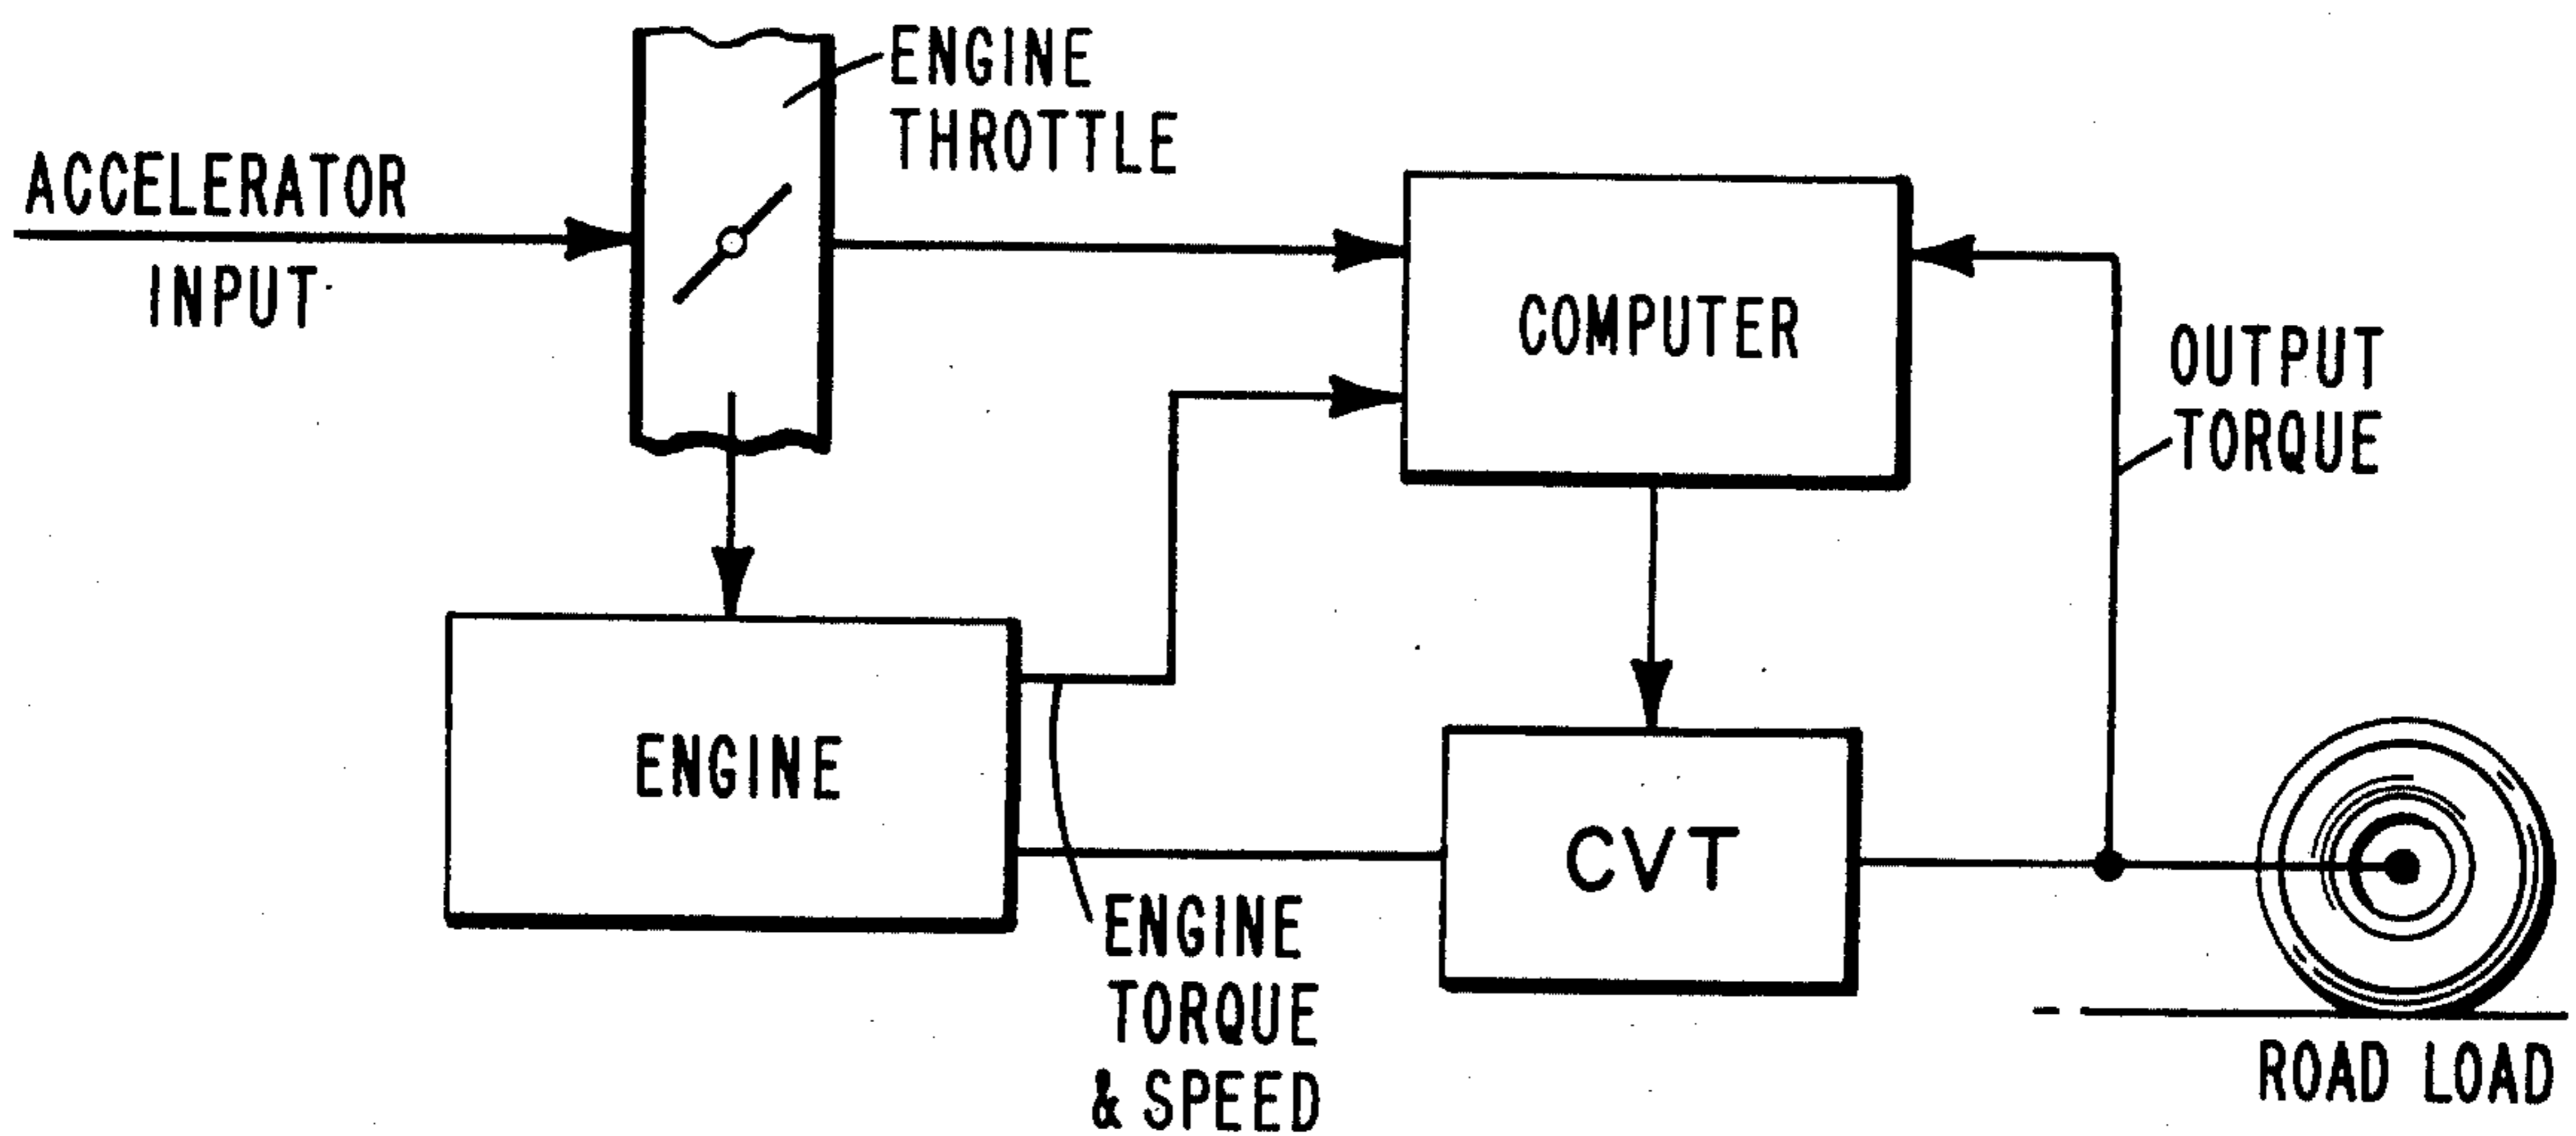 ENGINE
THROTTLE
ACCELERATOR
INPUT
COMPUTER
OUTPUT
TORQUE
ENGINE
CVT
ENGINE
TORQUE
& SPEED
ROAD LOAD